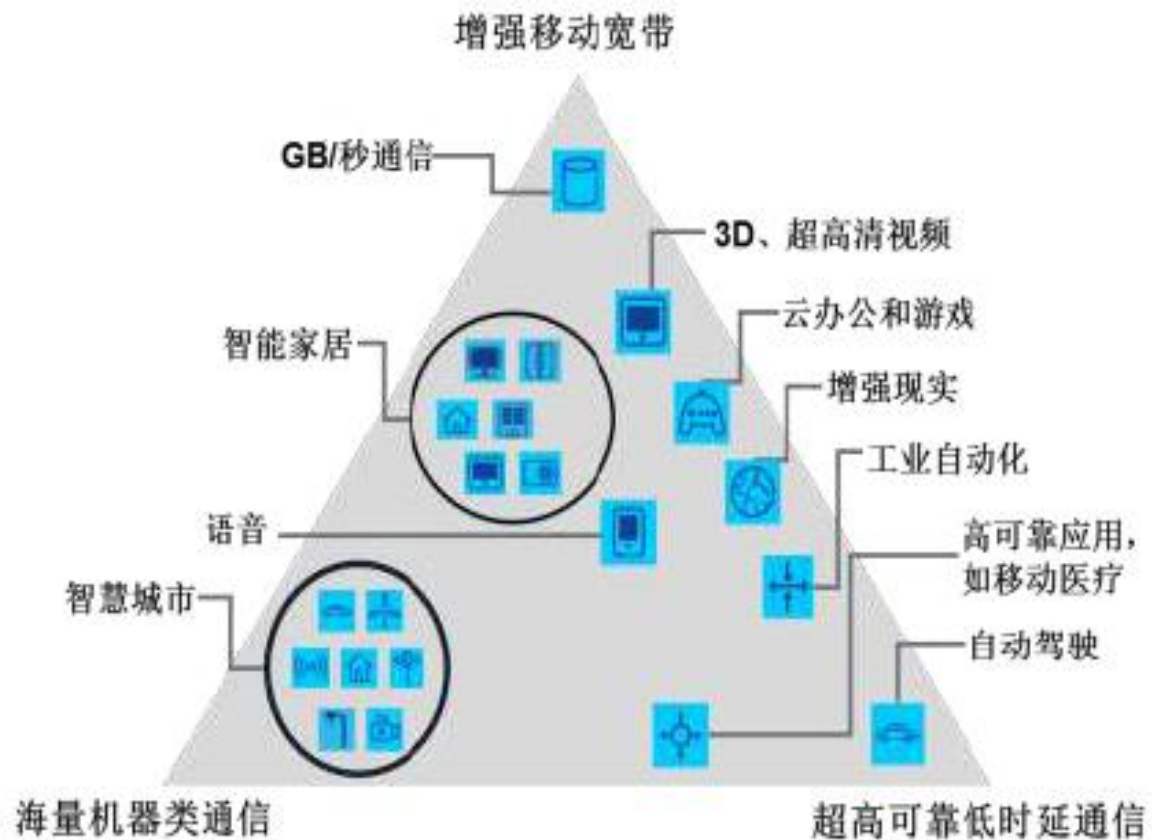 增强移动宽带
GB/秒通信
3D、超高清视频
云办公和游戏
智能家居
增强现实
工业自动化
语音
高可靠应用，
如移动医疗
智慧城市
自动驾驶
海量机器类通信
超高可靠低时延通信